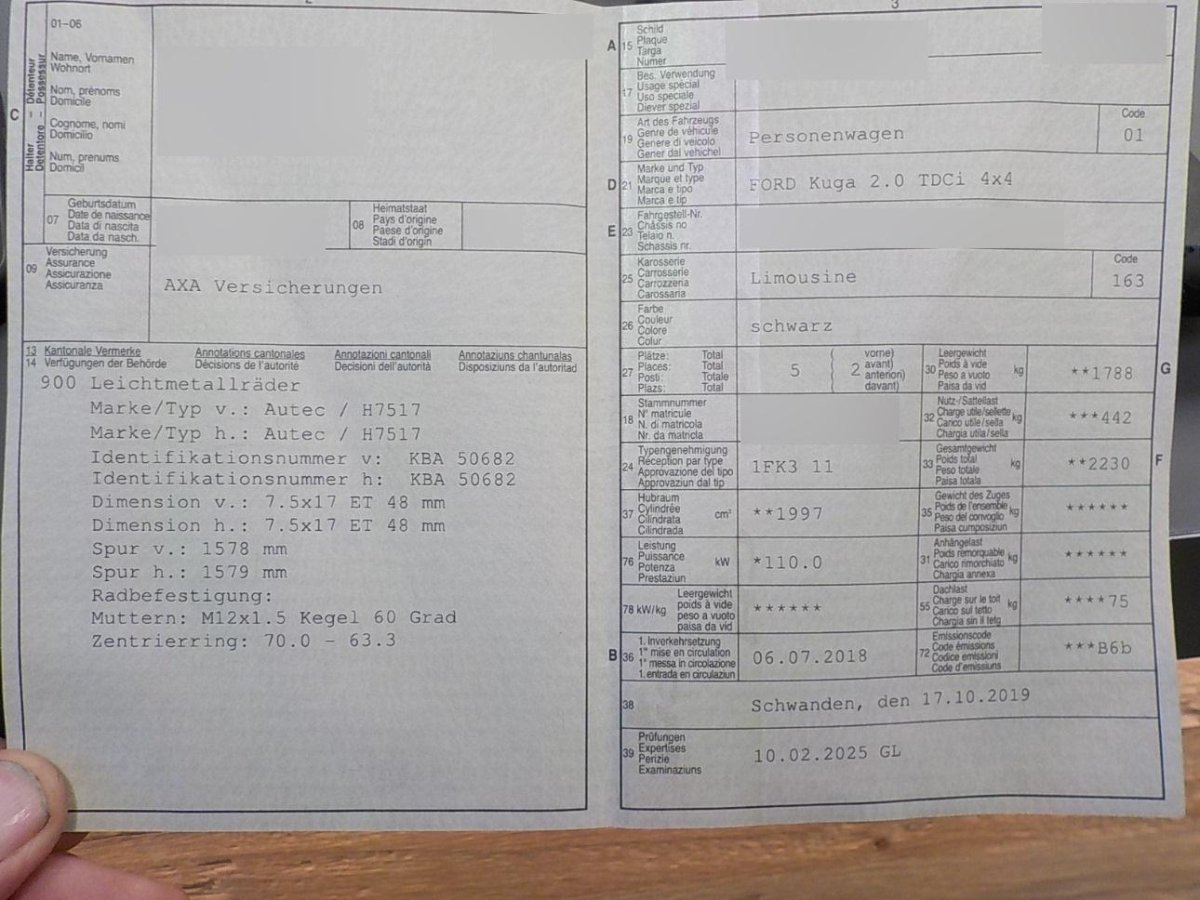 2
01-06
Halter – Détenteur
Detentore – Possessur
C
Name, Vornamen
Wohnort
Nom, prénoms
Domicile
Cognome, nomi
Domicilio
Num, prenums
Domicil
07
Geburtsdatum
Date de naissance
Data di nascita
Data da nasch.
08
Heimatstaat
Pays d'origine
Paese d'origine
Stadi d'origin
09
Versicherung
Assurance
Assicurazione
Assicuranza
AXA Versicherungen
13 Kantonale Vermerke Annotations cantonales Annotazioni cantonali Annotaziuns chantunalas
14 Verfügungen der Behörde Décisions de l'autorité Decisioni dell'autorità Disposiziuns da l'autoritad
900 Leichtmetallräder
Marke/Typ v.: Autec / H7517
Marke/Typ h.: Autec / H7517
Identifikationsnummer v: KBA 50682
Identifikationsnummer h: KBA 50682
Dimension v.: 7.5x17 ET 48 mm
Dimension h.: 7.5x17 ET 48 mm
Spur v.: 1578 mm
Spur h.: 1579 mm
Radbefestigung:
Muttern: M12x1.5 Kegel 60 Grad
Zentrierring: 70.0 - 63.3
3
A 15
Schild
Plaque
Targa
Numer
17
Bes. Verwendung
Usage spécial
Uso speciale
Diever spezial
19
Art des Fahrzeugs
Genre de véhicule
Genere di veicolo
Gener dal vehichel
Personenwagen
Code
01
D 21
Marke und Typ
Marque et type
Marca e tipo
Marca e tip
FORD Kuga 2.0 TDCi 4x4
E 23
Fahrgestell-Nr.
Châssis no
Telaio n.
Schassis nr.
25
Karosserie
Carrosserie
Carrozzeria
Carossaria
Limousine
Code
163
26
Farbe
Couleur
Colore
Colur
schwarz
27
Plätze: Total
Places: Total
Posti: Totale
Plazs: Total
5
( vorne)
2 avant)
( anterion)
davant)
30
Leergewicht
Poids à vide
Peso a vuoto
Paisa da vid
kg
**1788
G
18
Stammnummer
N° matricule
N. di matricola
Nr. da matricla
32
Nutz-/Sattellast
Charge utile/sellette
Carico utile/sella
Chargia utila/sella
kg
***442
24
Typengenehmigung
Réception par type
Approvazione del tipo
Approvaziun dal tip
1FK3 11
33
Gesamtgewicht
Poids total
Peso totale
Paisa totala
kg
**2230
F
37
Hubraum
Cylindrée
Cilindrata
Cilindrada
cm³
**1997
35
Gewicht des Zuges
Poids de l'ensemble
Peso del convoglio
Paisa cumposiziun
kg
******
76
Leistung
Puissance
Potenza
Prestaziun
kW
*110.0
31
Anhängelast
Poids remorquable
Carico rimorchiato
Chargia annexa
kg
******
78 kW/kg
Leergewicht
poids à vide
peso a vuoto
paisa da vid
******
55
Dachlast
Charge sur le toit
Carico sul tetto
Chargia sin il tetg
kg
****75
B 36
1. Inverkehrsetzung
1re mise en circulation
1a messa in circolazione
1. entrada en circulaziun
06.07.2018
72
Emissionscode
Code émissions
Codice emissioni
Code d'emissiuns
***B6b
38
Schwanden, den 17.10.2019
39
Prüfungen
Expertises
Perizie
Examinaziuns
10.02.2025 GL